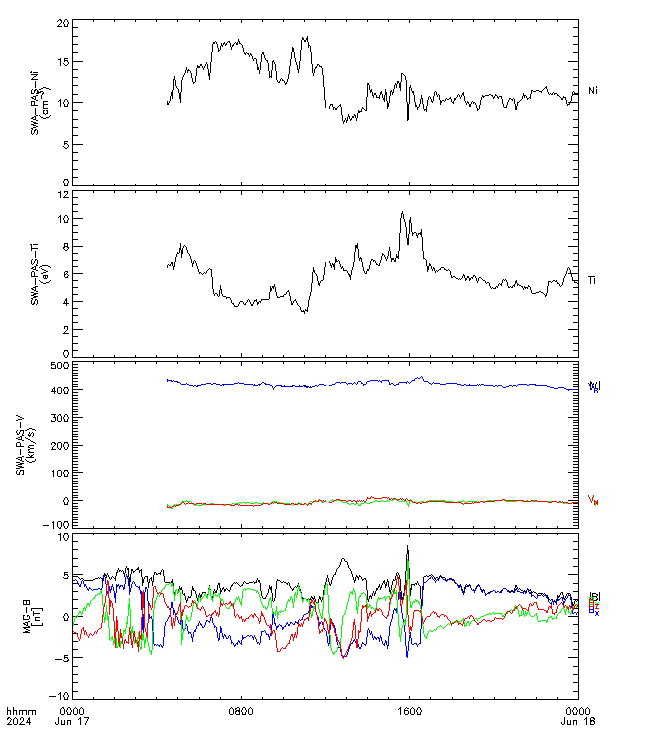 20
15
10
5
0
SWA-PAS-Ni
(cm⁻³)
Ni
12
10
8
6
4
2
0
SWA-PAS-Ti
(eV)
Ti
500
400
300
200
100
0
-100
SWA-PAS-V
(km/s)
10
5
0
-5
-10
MAG-B
[nT]
|b|
hhmm
2024
0000
Jun 17
0800
1600
0000
Jun 18